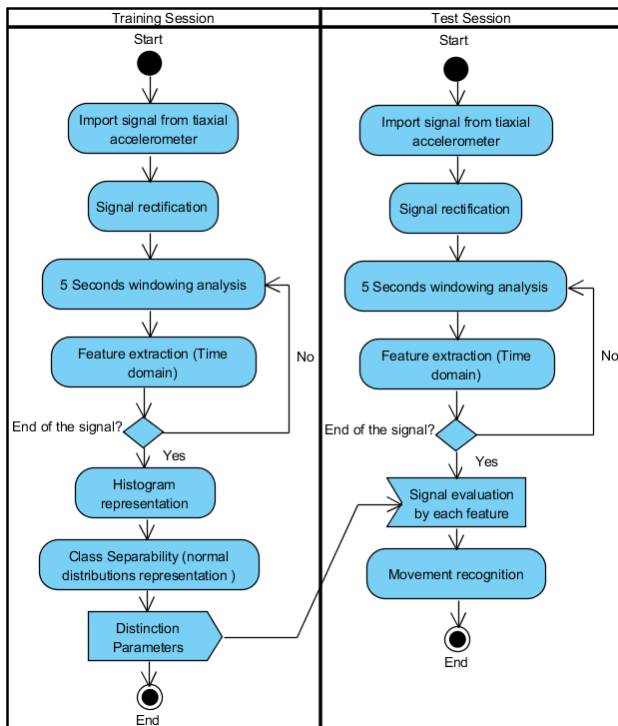 Training Session
Start
Import signal from tiaxial
accelerometer
Signal rectification
5 Seconds windowing analysis
Feature extraction (Time
domain)
No
End of the signal?
Yes
Histogram
representation
Class Separability (normal
distributions representation )
Distinction
Parameters
End
Test Session
Start
Import signal from tiaxial
accelerometer
Signal rectification
5 Seconds windowing analysis
Feature extraction (Time
domain)
No
End of the signal?
Yes
Signal evaluation
by each feature
Movement recognition
End